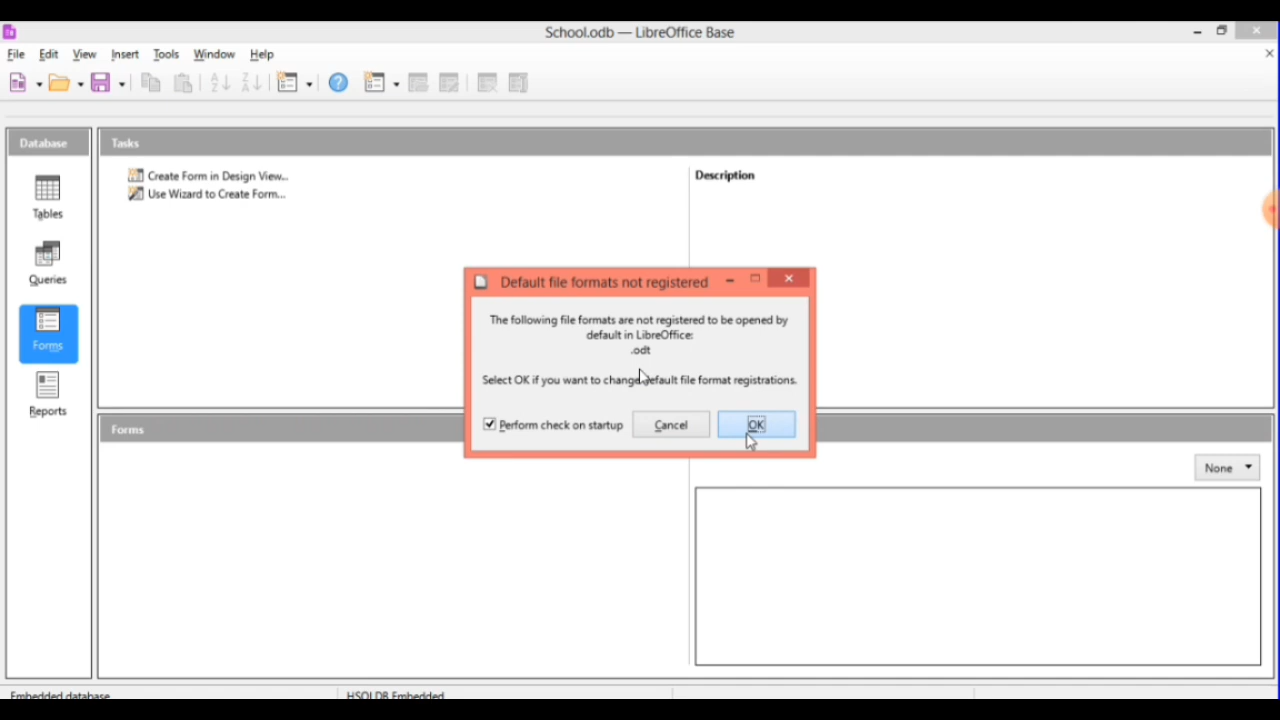 School.odb — LibreOffice Base
File Edit View Insert Tools Window Help
Database
Tasks
Tables
Queries
Forms
Reports
Create Form in Design View...
Use Wizard to Create Form...
Description
Default file formats not registered
The following file formats are not registered to be opened by
default in LibreOffice:
.odt
Select OK if you want to change default file format registrations.
Perform check on startup
Cancel
OK
Forms
None
Embedded database
HSQLDB Embedded